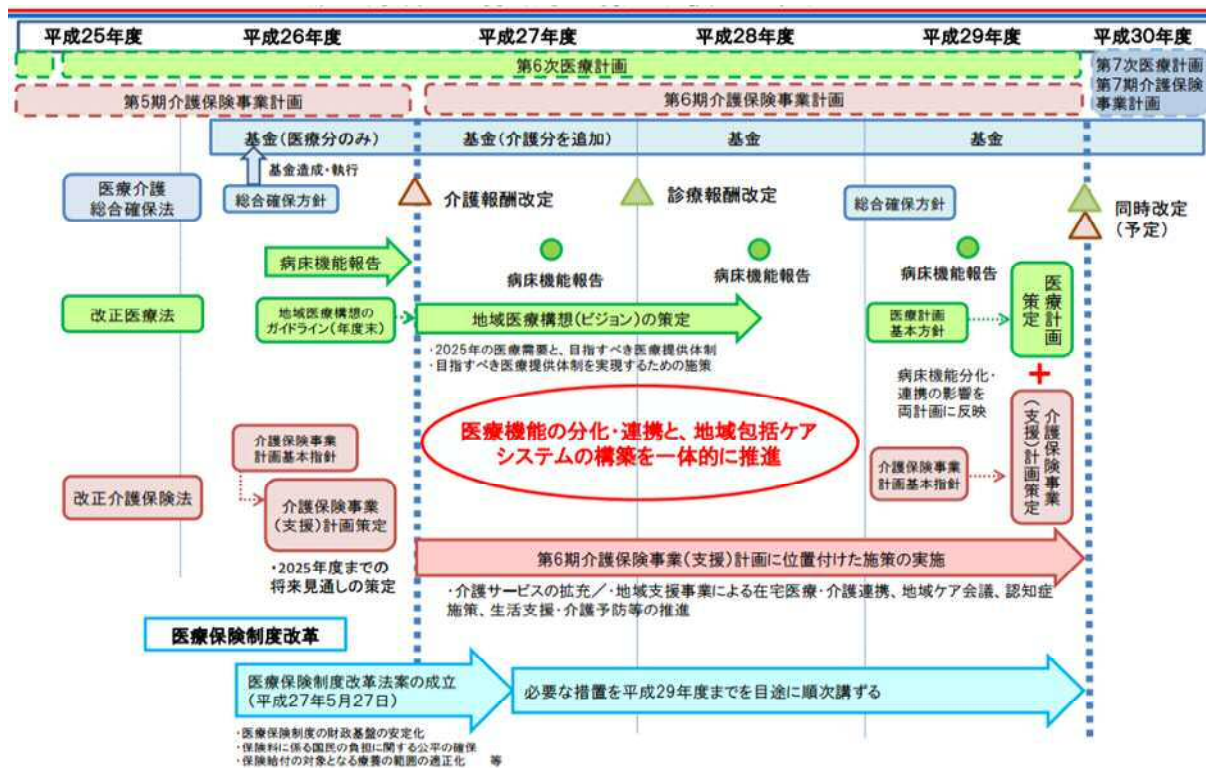 平成25年度
平成26年度
平成27年度
平成28年度
平成29年度
平成30年度
第6次医療計画
第7次医療計画
第7期介護保険
事業計画
第5期介護保険事業計画
第6期介護保険事業計画
基金(医療分のみ)
基金(介護分を追加)
基金
基金
基金造成・執行
医療介護
総合確保法
総合確保方針
介護報酬改定
診療報酬改定
総合確保方針
同時改定
(予定)
病床機能報告
病床機能報告
病床機能報告
病床機能報告
改正医療法
地域医療構想の
ガイドライン(年度末)
地域医療構想(ビジョン)の策定
医療計画
基本方針
医療計画
策定
・2025年の医療需要と、目指すべき医療提供体制
・目指すべき医療提供体制を実現するための施策
病床機能分化・
連携の影響を
両計画に反映
+
医療機能の分化・連携と、地域包括ケア
システムの構築を一体的に推進
介護保険事業
計画基本指針
改正介護保険法
介護保険事業
(支援)計画策定
介護保険事業
計画基本指針
介護保険事業
(支援)計画策定
・2025年度までの
将来見通しの策定
第6期介護保険事業(支援)計画に位置付けた施策の実施
・介護サービスの拡充/・地域支援事業による在宅医療・介護連携、地域ケア会議、認知症
施策、生活支援・介護予防等の推進
医療保険制度改革
医療保険制度改革法案の成立
(平成27年5月27日)
必要な措置を平成29年度までを目途に順次講ずる
・医療保険制度の財政基盤の安定化
・保険料に係る国民の負担に関する公平の確保
・保険給付の対象となる療養の範囲の適正化 等